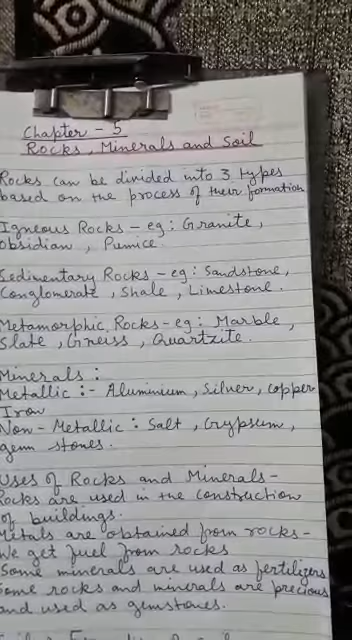 Chapter - 5
Rocks, Minerals and Soil
Rocks can be divided into 3 types
based on the process of their formation
Igneous Rocks - eg: Granite,
Obsidian, Pumice.
Sedimentary Rocks - eg: Sandstone,
Conglomerate, Shale, Limestone.
Metamorphic Rocks - eg: Marble,
Slate, Gneiss, Quartzite.
Minerals :
Metallic :- Aluminium, Silver, copper
Iron
Non-Metallic : Salt, Gypsum,
gem stones.
Uses of Rocks and Minerals -
Rocks are used in the construction
of buildings.
Metals are obtained from rocks -
We get fuel from rocks
Some minerals are used as fertilizers
Some rocks and minerals are precious
and used as gemstones.